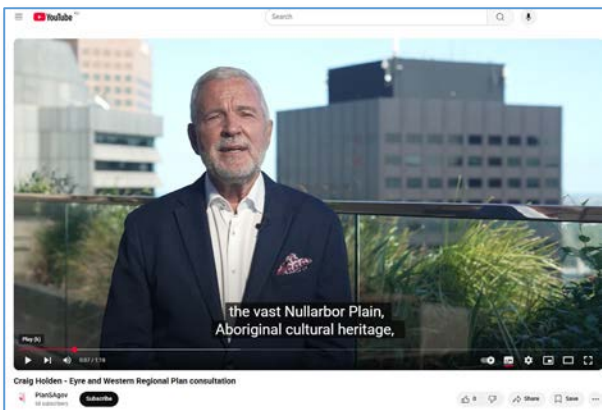 YouTube
Search
the vast Nullarbor Plain,
Aboriginal cultural heritage,
Play (k)
0:07 / 1:18
Craig Holden - Eyre and Western Regional Plan consultation
PlanSAgov
Subscribe
0
Share
Save